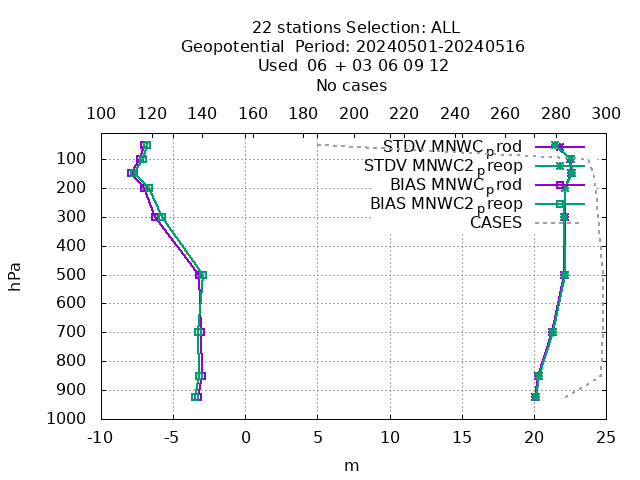 22 stations Selection: ALL
Geopotential  Period: 20240501-20240516
Used  06 + 03 06 09 12
No cases
100 120 140 160 180 200 220 240 260 280 300
STDV MNWC_prod
STDV MNWC2_preop
BIAS MNWC_prod
BIAS MNWC2_preop
CASES
100
200
300
400
500
600
700
800
900
1000
hPa
-10 -5 0 5 10 15 20 25
m